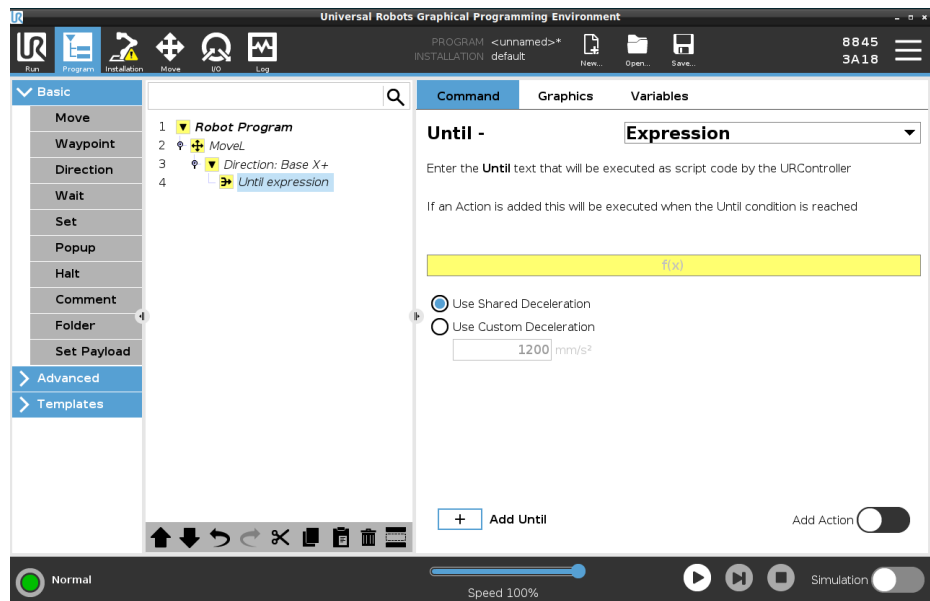 Universal Robots Graphical Programming Environment
UR
Run
Program
Installation
Move
I/O
Log
PROGRAM <unnamed>*
INSTALLATION default
New...
Open...
Save...
8845
3A18
Basic
Move
Waypoint
Direction
Wait
Set
Popup
Halt
Comment
Folder
Set Payload
Advanced
Templates
1 Robot Program
2 MoveL
3 Direction: Base X+
4 Until expression
Command Graphics Variables
Until - Expression
Enter the Until text that will be executed as script code by the URController
If an Action is added this will be executed when the Until condition is reached
f(x)
Use Shared Deceleration
Use Custom Deceleration
1200 mm/s²
+ Add Until
Add Action
Normal
Speed 100%
Simulation